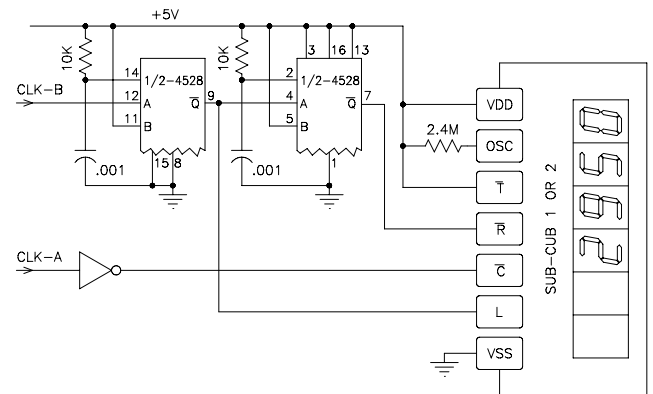 +5V
10K
10K
3 16 13
14
1/2-4528
2
1/2-4528
CLK-B
12 A
Q̅ 9
4 A
Q̅ 7
11 B
5 B
.001
15 8
.001
1
VDD
2.4M
OSC
T̅
R̅
CLK-A
C̅
L
VSS
SUB-CUB 1 OR 2